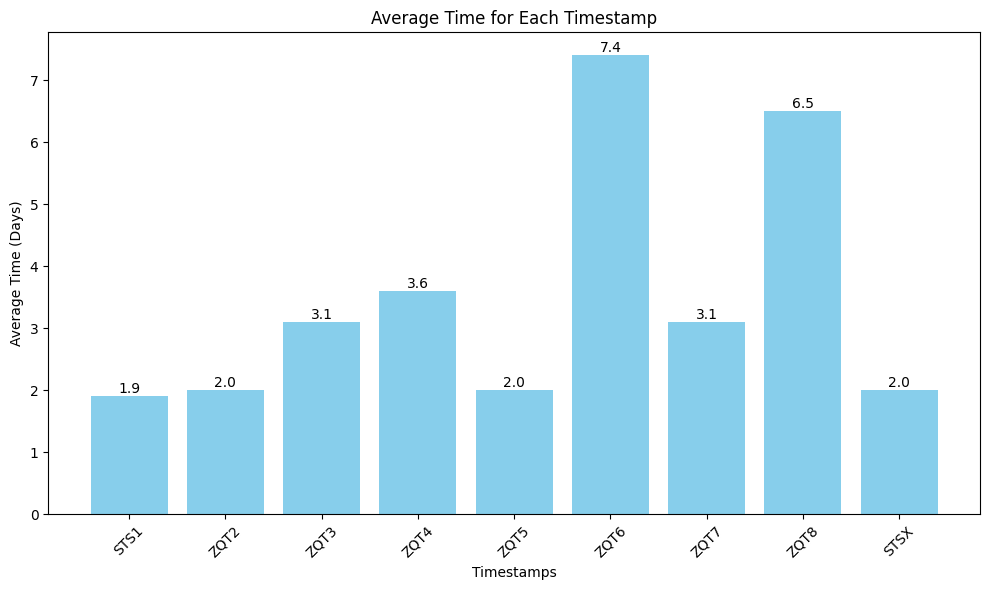 Average Time for Each Timestamp
Average Time (Days)
7
6
5
4
3
2
1
0
1.9
2.0
3.1
3.6
2.0
7.4
3.1
6.5
2.0
STS1
ZQT2
ZQT3
ZQT4
ZQT5
ZQT6
ZQT7
ZQT8
STSX
Timestamps